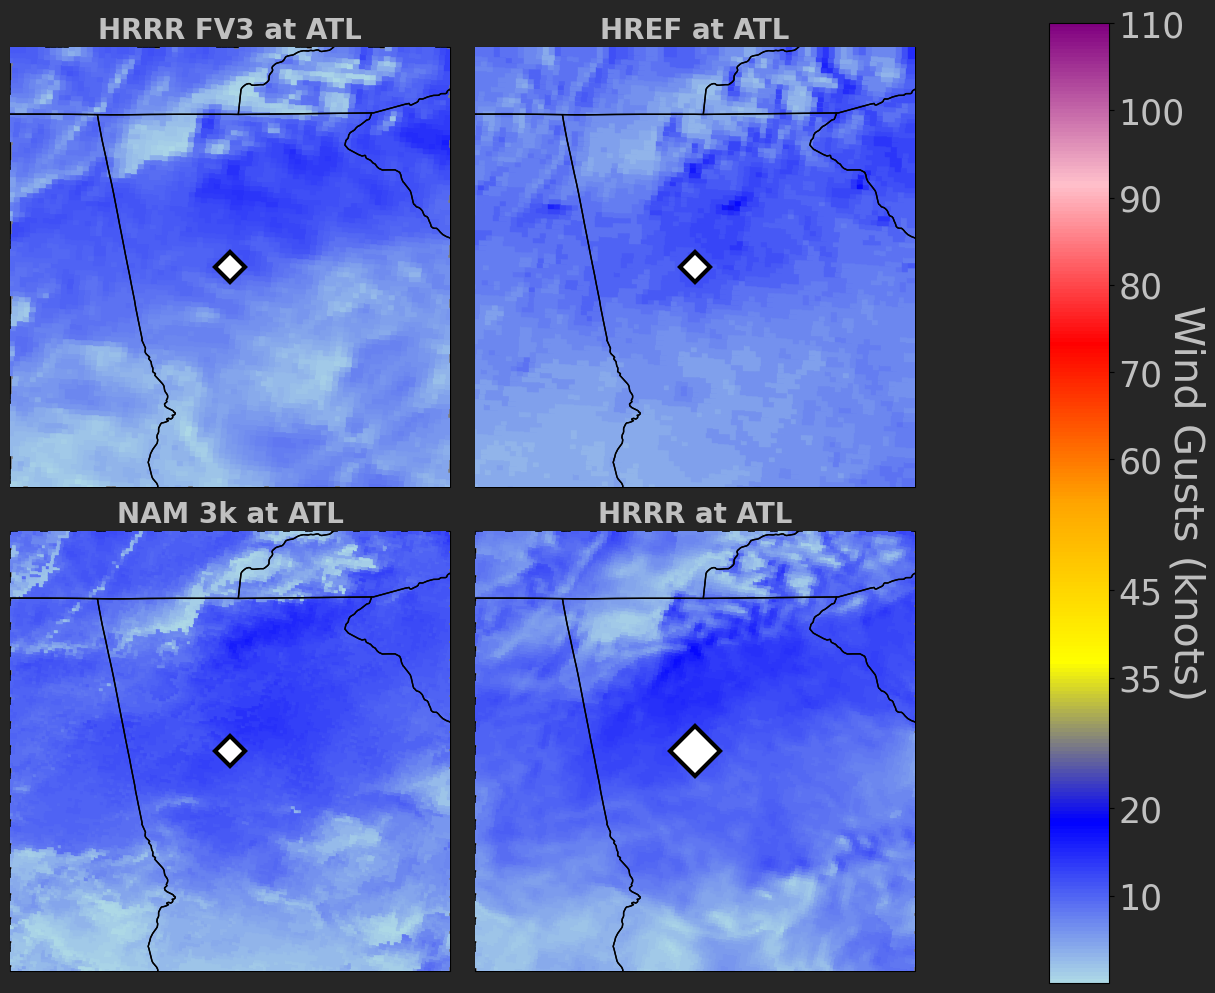 HRRR FV3 at ATL
HREF at ATL
NAM 3k at ATL
HRRR at ATL
110
100
90
80
70
60
45
35
20
10
Wind Gusts (knots)